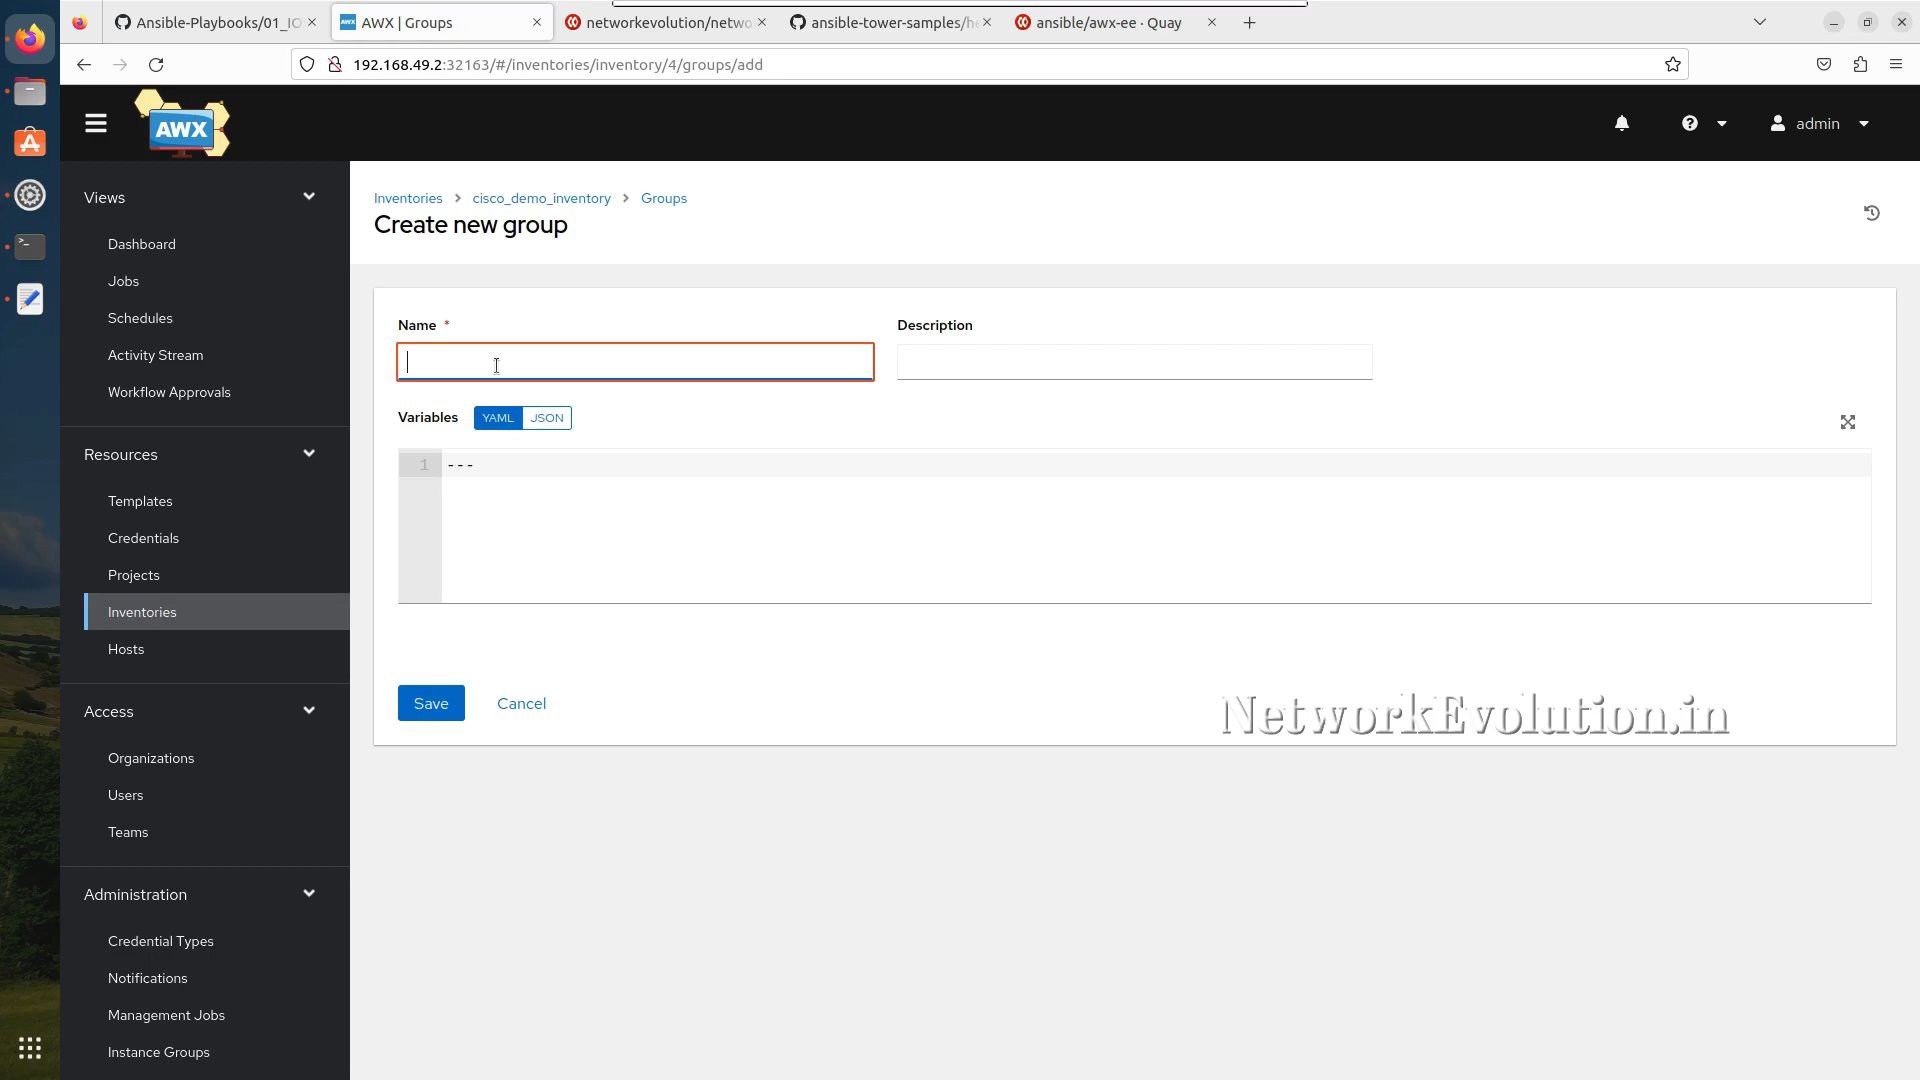 Ansible-Playbooks/01_IO
AWX | Groups
networkevolution/netwo
ansible-tower-samples/he
ansible/awx-ee · Quay
192.168.49.2:32163/#/inventories/inventory/4/groups/add
AWX
admin
Views
Dashboard
Jobs
Schedules
Activity Stream
Workflow Approvals
Resources
Templates
Credentials
Projects
Inventories
Hosts
Access
Organizations
Users
Teams
Administration
Credential Types
Notifications
Management Jobs
Instance Groups
Inventories > cisco_demo_inventory > Groups
Create new group
Name *
Description
Variables YAML JSON
1 ---
Save Cancel
NetworkEvolution.in